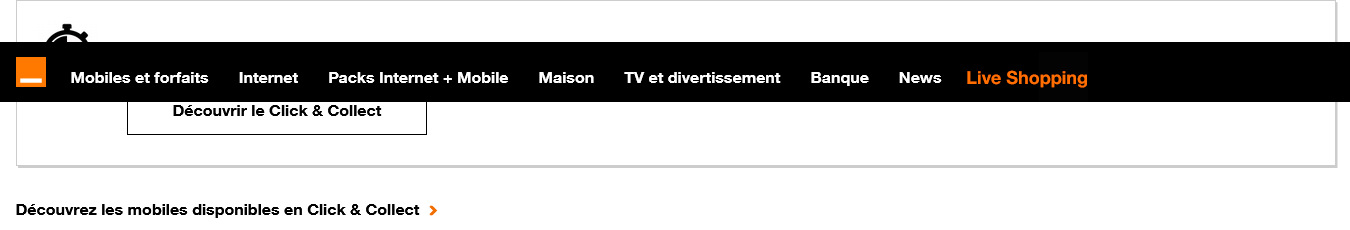 Mobiles et forfaits Internet Packs Internet + Mobile Maison TV et divertissement Banque News Live Shopping
Découvrir le Click & Collect
Découvrez les mobiles disponibles en Click & Collect